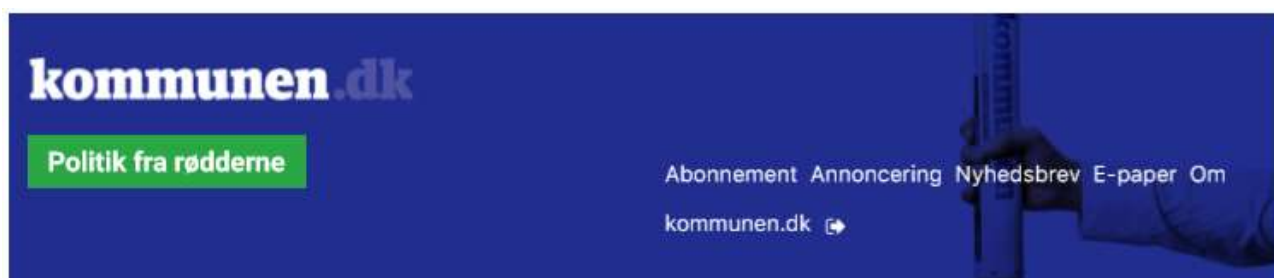 kommunen.dk
Politik fra rødderne
Abonnement Annoncering Nyhedsbrev E-paper Om
kommunen.dk